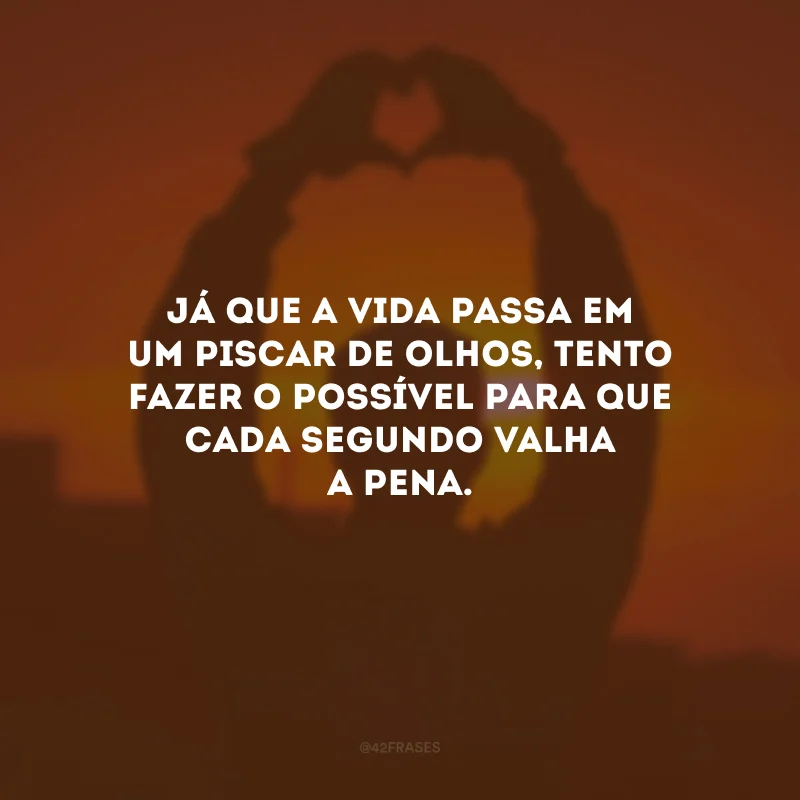 JÁ QUE A VIDA PASSA EM
UM PISCAR DE OLHOS, TENTO
FAZER O POSSÍVEL PARA QUE
CADA SEGUNDO VALHA
A PENA.
@42FRASES